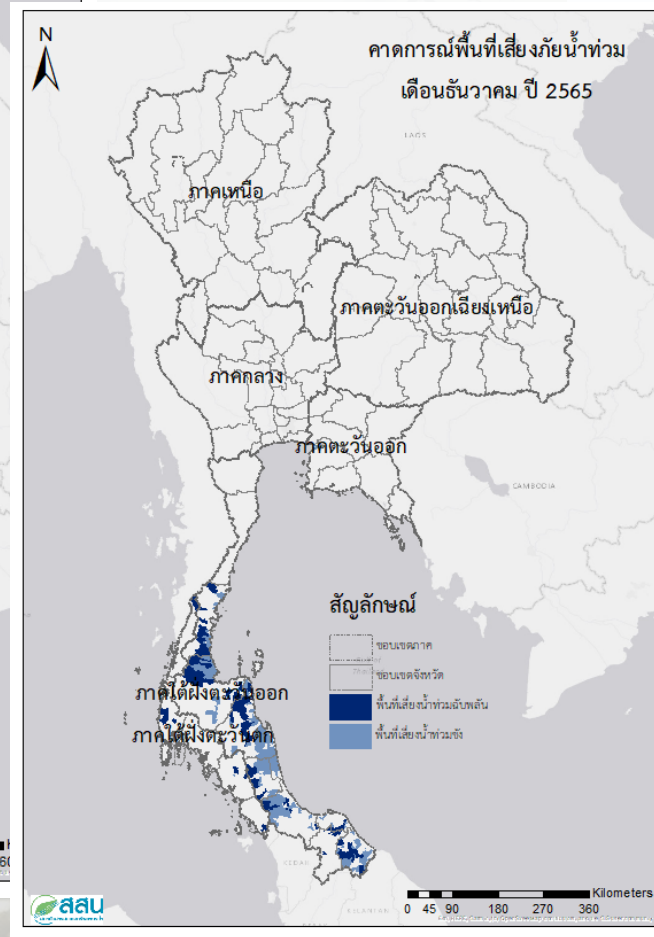 N
คาดการณ์พื้นที่เสี่ยงภัยน้ำท่วม
เดือนธันวาคม ปี 2565
LAOS
ภาคเหนือ
ภาคตะวันออกเฉียงเหนือ
ภาคกลาง
ภาคตะวันออก
CAMBODIA
สัญลักษณ์
ขอบเขตภาค
ขอบเขตจังหวัด
พื้นที่เสี่ยงน้ำท่วมฉับพลัน
พื้นที่เสี่ยงน้ำท่วมขัง
ภาคใต้ฝั่งตะวันออก
ภาคใต้ฝั่งตะวันตก
KEDAH
KELANTAN
สสน
Kilometers
0 45 90 180 270 360